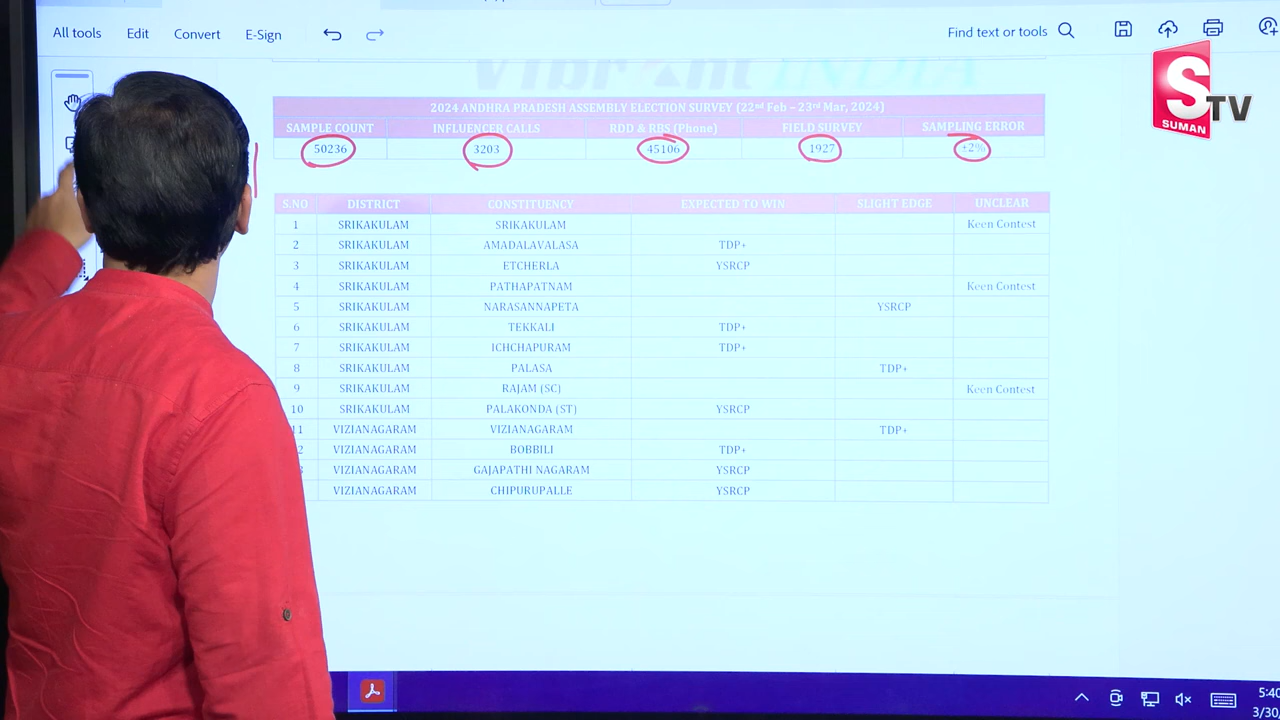 All tools Edit Convert E-Sign Find text or tools
S TV
SUMAN
2024 ANDHRA PRADESH ASSEMBLY ELECTION SURVEY (22nd Feb – 23rd Mar, 2024)
SAMPLE COUNT INFLUENCER CALLS RDD & RBS (Phone) FIELD SURVEY SAMPLING ERROR
50236 3203 45106 1927 ±2%
S.NO DISTRICT CONSTITUENCY EXPECTED TO WIN SLIGHT EDGE UNCLEAR
1 SRIKAKULAM SRIKAKULAM Keen Contest
2 SRIKAKULAM AMADALAVALASA TDP+
3 SRIKAKULAM ETCHERLA YSRCP
4 SRIKAKULAM PATHAPATNAM Keen Contest
5 SRIKAKULAM NARASANNAPETA YSRCP
6 SRIKAKULAM TEKKALI TDP+
7 SRIKAKULAM ICHCHAPURAM TDP+
8 SRIKAKULAM PALASA TDP+
9 SRIKAKULAM RAJAM (SC) Keen Contest
10 SRIKAKULAM PALAKONDA (ST) YSRCP
11 VIZIANAGARAM VIZIANAGARAM TDP+
VIZIANAGARAM BOBBILI TDP+
VIZIANAGARAM GAJAPATHI NAGARAM YSRCP
VIZIANAGARAM CHIPURUPALLE YSRCP
5:40
3/30